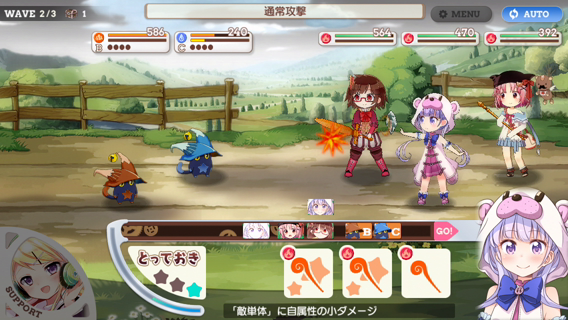 WAVE 2/3 1
通常攻撃
MENU
AUTO
B 586
C 240
564
470
392
B C GO!
とっておき
SUPPORT
「敵単体」に自属性の小ダメージ